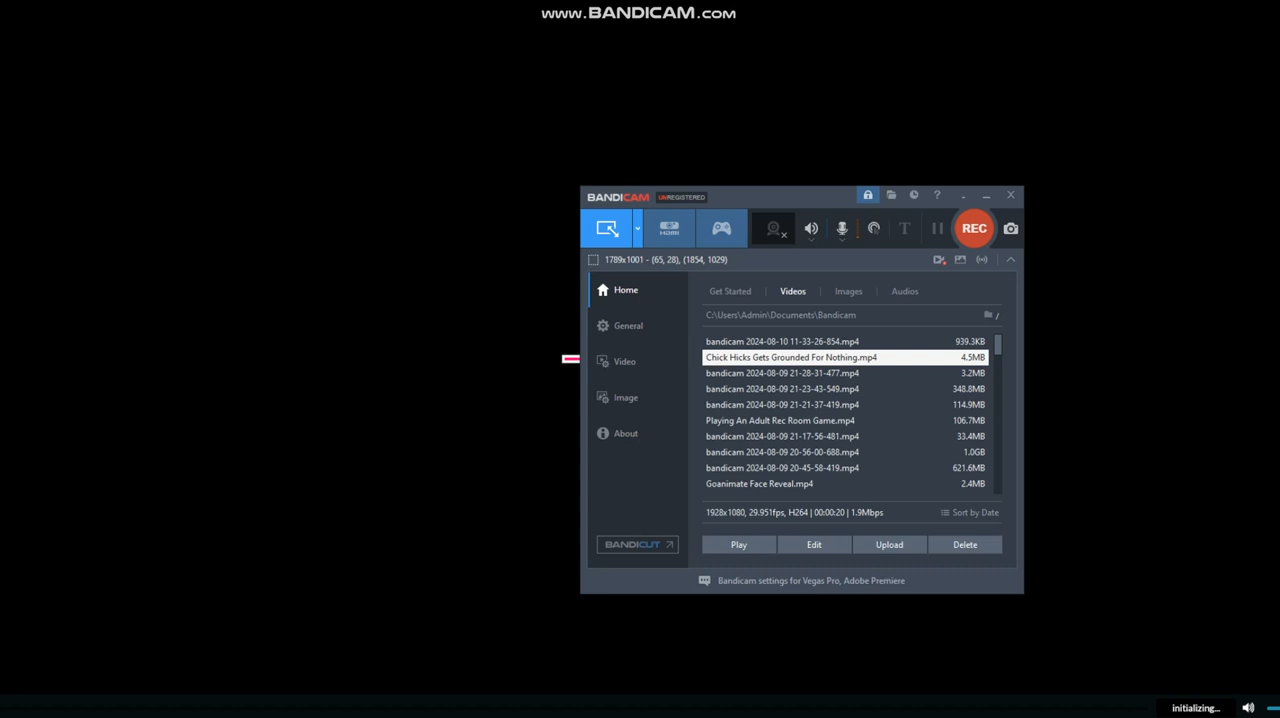 www.BANDICAM.com
BANDICAM UNREGISTERED
HDMI
T
REC
1789x1001 - (65, 28), (1854, 1029)
Home
General
Video
Image
About
BANDICUT
Get Started
Videos
Images
Audios
C:\Users\Admin\Documents\Bandicam
bandicam 2024-08-10 11-33-26-854.mp4 939.3KB
Chick Hicks Gets Grounded For Nothing.mp4 4.5MB
bandicam 2024-08-09 21-28-31-477.mp4 3.2MB
bandicam 2024-08-09 21-23-43-549.mp4 348.8MB
bandicam 2024-08-09 21-21-37-419.mp4 114.9MB
Playing An Adult Rec Room Game.mp4 106.7MB
bandicam 2024-08-09 21-17-56-481.mp4 33.4MB
bandicam 2024-08-09 20-56-00-688.mp4 1.0GB
bandicam 2024-08-09 20-45-58-419.mp4 621.6MB
Goanimate Face Reveal.mp4 2.4MB
1928x1080, 29.951fps, H264 | 00:00:20 | 1.9Mbps
Sort by Date
Play
Edit
Upload
Delete
Bandicam settings for Vegas Pro, Adobe Premiere
initializing...